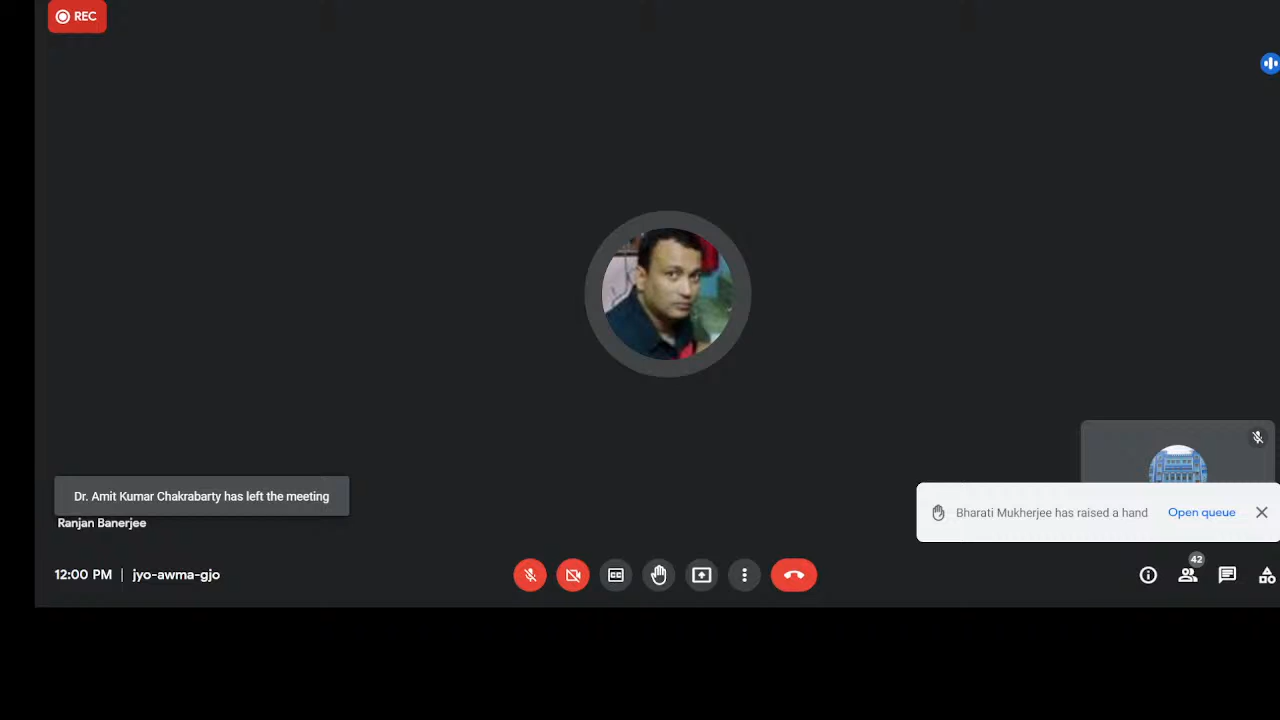 REC
Dr. Amit Kumar Chakrabarty has left the meeting
Ranjan Banerjee
Bharati Mukherjee has raised a hand Open queue
12:00 PM | jyo-awma-gjo
CC
42